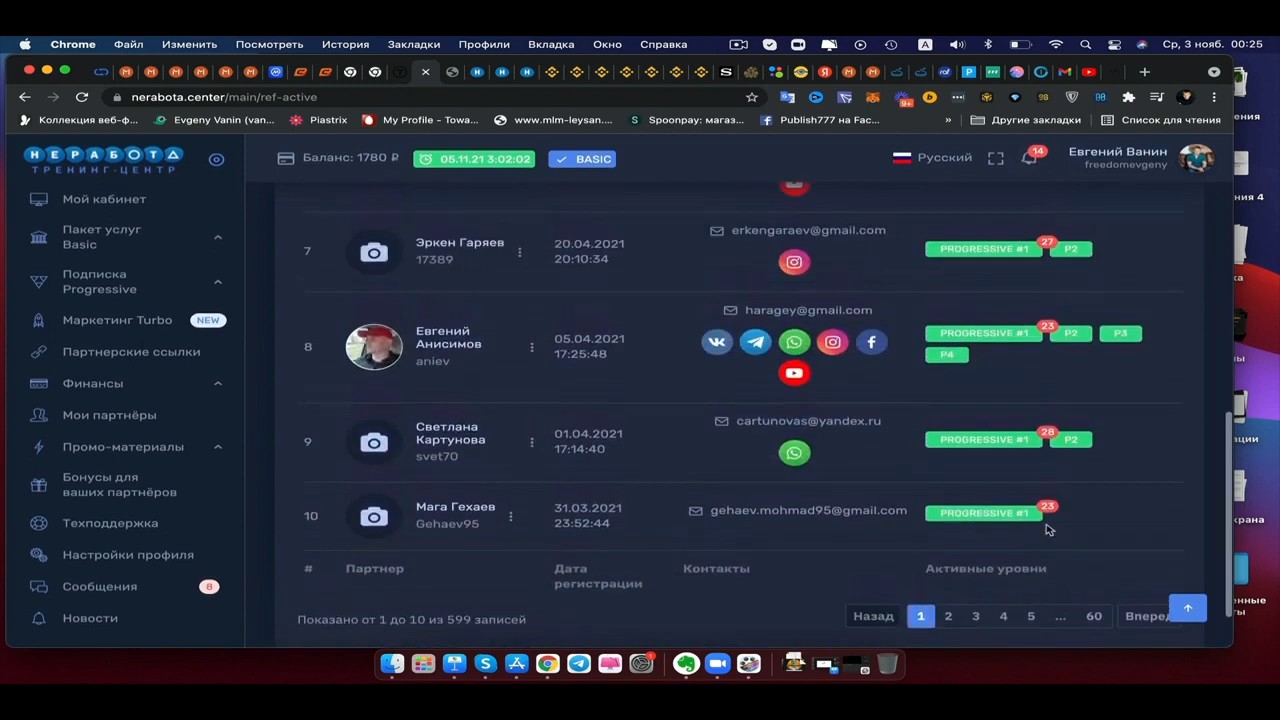 Chrome Файл Изменить Посмотреть История Закладки Профили Вкладка Окно Справка A Ср, 3 нояб. 00:25
nerabota.center/main/ref-active
Коллекция веб-ф... Evgeny Vanin (van... Piastrix My Profile - Towa... www.mlm-leysan.... Spoonpay: магаз... Publish777 на Fac... » Другие закладки Список для чтения
НЕРАБОТА
ТРЕНИНГ-ЦЕНТР
Баланс: 1780 ₽ 05.11.21 3:02:02 BASIC Русский 14 Евгений Ванин
freedomevgeny
Мой кабинет
Пакет услуг
Basic
Подписка
Progressive
Маркетинг Turbo NEW
Партнерские ссылки
Финансы
Мои партнёры
Промо-материалы
Бонусы для
ваших партнёров
Техподдержка
Настройки профиля
Сообщения 8
Новости
7 Эркен Гаряев
17389
20.04.2021
20:10:34
erkengaraev@gmail.com
PROGRESSIVE #1 27 P2
8 Евгений
Анисимов
aniev
05.04.2021
17:25:48
haragey@gmail.com
PROGRESSIVE #1 23 P2 P3
P4
9 Светлана
Картунова
svet70
01.04.2021
17:14:40
cartunovas@yandex.ru
PROGRESSIVE #1 28 P2
10 Мага Гехаев
Gehaev95
31.03.2021
23:52:44
gehaev.mohmad95@gmail.com
PROGRESSIVE #1 23
# Партнер Дата
регистрации
Контакты Активные уровни
Показано от 1 до 10 из 599 записей
Назад 1 2 3 4 5 ... 60 Вперед
ения
ния 4
ка
ации
крана